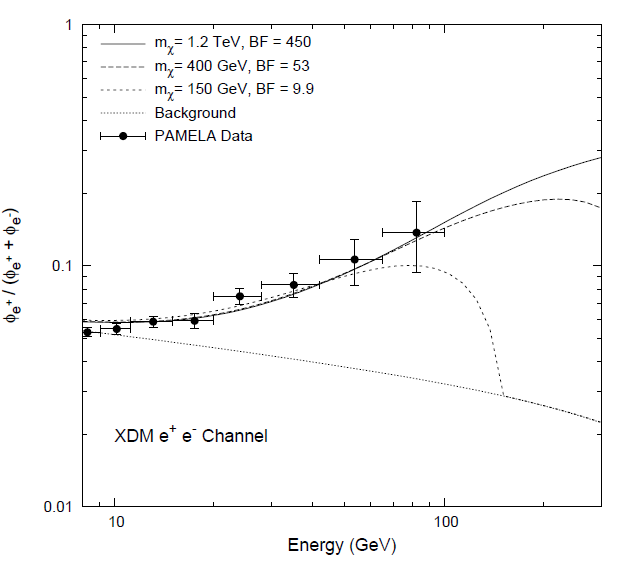 1
m_χ= 1.2 TeV, BF = 450
m_χ= 400 GeV, BF = 53
m_χ= 150 GeV, BF = 9.9
Background
PAMELA Data
ϕ_e⁺ / (ϕ_e⁺ + ϕ_e⁻)
0.1
XDM e⁺ e⁻ Channel
0.01
10 100
Energy (GeV)